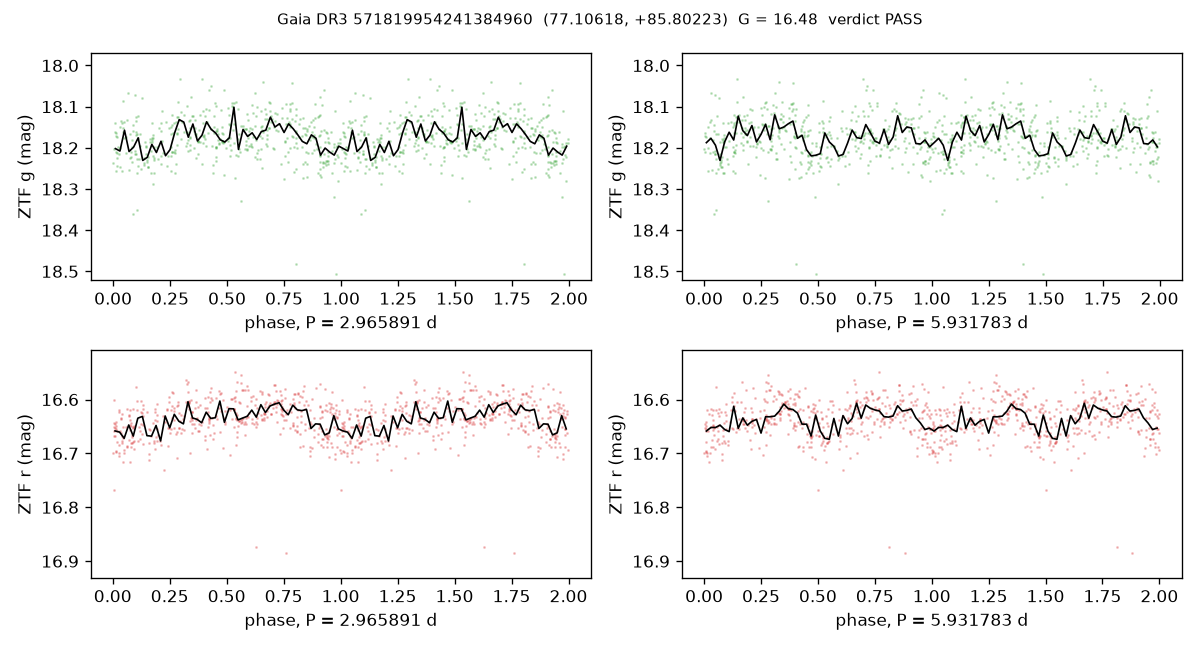 Gaia DR3 571819954241384960 (77.10618, +85.80223) G = 16.48 verdict PASS
18.0
18.1
18.2
18.3
18.4
18.5
ZTF g (mag)
0.00 0.25 0.50 0.75 1.00 1.25 1.50 1.75 2.00
phase, P = 2.965891 d
18.0
18.1
18.2
18.3
18.4
18.5
ZTF g (mag)
0.00 0.25 0.50 0.75 1.00 1.25 1.50 1.75 2.00
phase, P = 5.931783 d
16.6
16.7
16.8
16.9
ZTF r (mag)
0.00 0.25 0.50 0.75 1.00 1.25 1.50 1.75 2.00
phase, P = 2.965891 d
16.6
16.7
16.8
16.9
ZTF r (mag)
0.00 0.25 0.50 0.75 1.00 1.25 1.50 1.75 2.00
phase, P = 5.931783 d